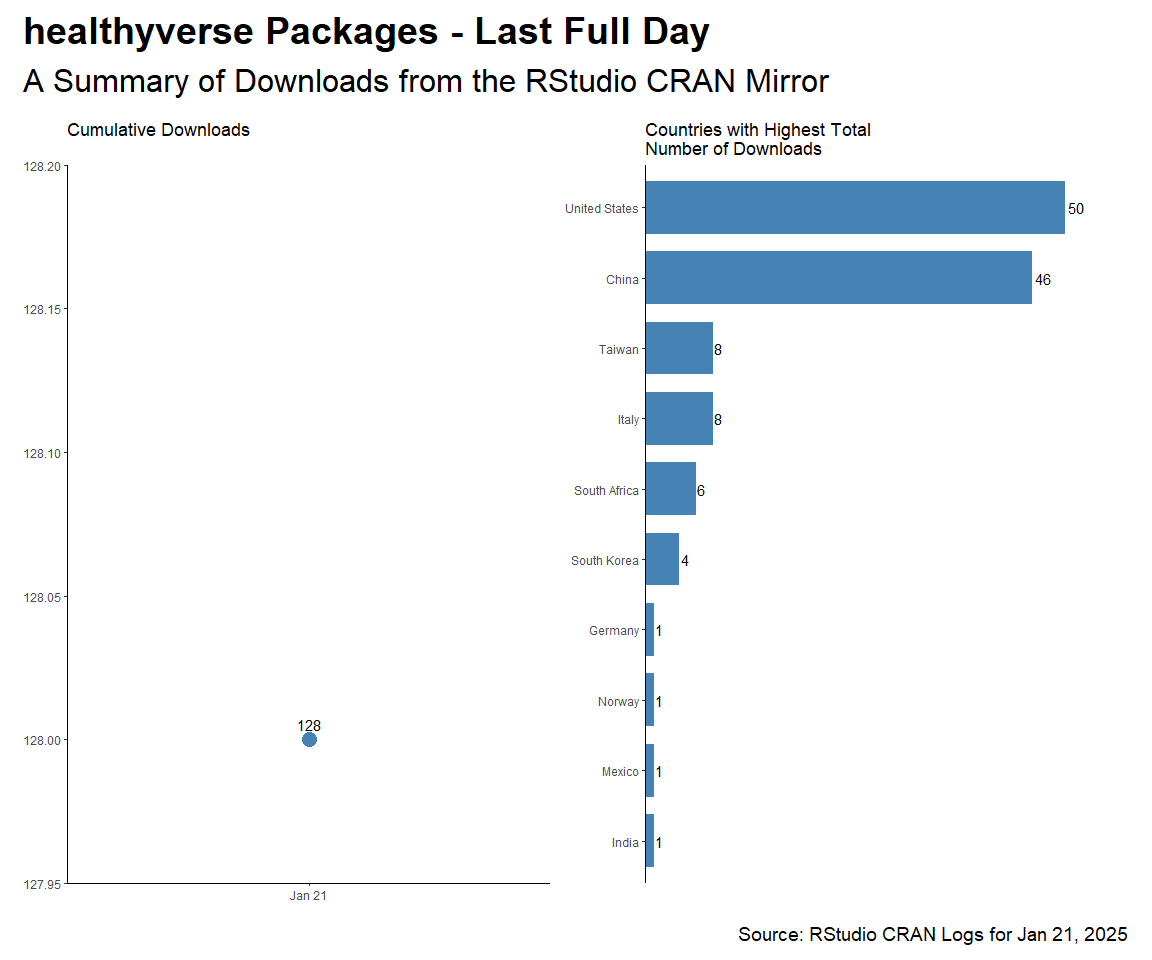 healthyverse Packages - Last Full Day
A Summary of Downloads from the RStudio CRAN Mirror
Cumulative Downloads
128.20
128.15
128.10
128.05
128.00
127.95
128
Jan 21
Countries with Highest Total
Number of Downloads
United States 50
China 46
Taiwan 8
Italy 8
South Africa 6
South Korea 4
Germany 1
Norway 1
Mexico 1
India 1
Source: RStudio CRAN Logs for Jan 21, 2025